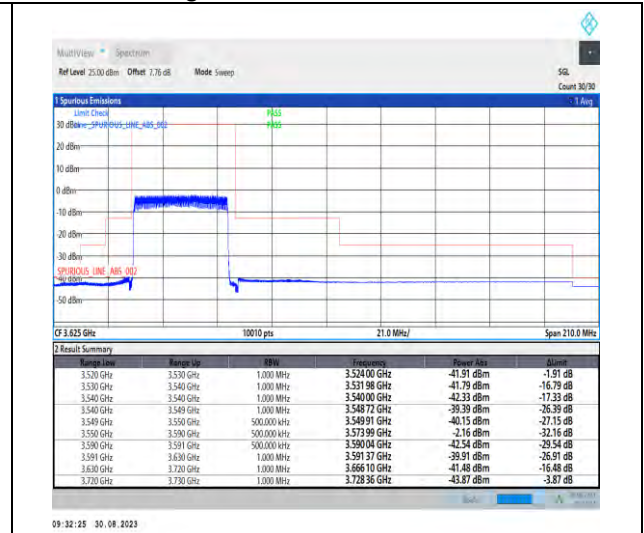 MultiView Spectrum
Ref Level 25.00 dBm Offset 7.76 dB Mode Sweep SGL
Count 30/30
1 Spurious Emissions 1 Avg
Limit Check PASS
30 dBm Line _SPURIOUS_LINE_ABS_002 PASS
20 dBm
10 dBm
0 dBm
-10 dBm
-20 dBm
-30 dBm
SPURIOUS_LINE_ABS_002
-40 dBm
-50 dBm
CF 3.625 GHz 10010 pts 21.0 MHz/ Span 210.0 MHz
2 Result Summary
Range Low Range Up RBW Frequency Power Abs ΔLimit
3.520 GHz 3.530 GHz 1.000 MHz 3.524 00 GHz -41.91 dBm -1.91 dB
3.530 GHz 3.540 GHz 1.000 MHz 3.531 98 GHz -41.79 dBm -16.79 dB
3.540 GHz 3.540 GHz 1.000 MHz 3.540 00 GHz -42.33 dBm -17.33 dB
3.540 GHz 3.549 GHz 1.000 MHz 3.548 72 GHz -39.39 dBm -26.39 dB
3.549 GHz 3.550 GHz 500.000 kHz 3.549 91 GHz -40.15 dBm -27.15 dB
3.550 GHz 3.590 GHz 500.000 kHz 3.573 99 GHz -2.16 dBm -32.16 dB
3.590 GHz 3.591 GHz 500.000 kHz 3.590 04 GHz -42.54 dBm -29.54 dB
3.591 GHz 3.630 GHz 1.000 MHz 3.591 37 GHz -39.91 dBm -26.91 dB
3.630 GHz 3.720 GHz 1.000 MHz 3.666 10 GHz -41.48 dBm -16.48 dB
3.720 GHz 3.730 GHz 1.000 MHz 3.728 36 GHz -43.87 dBm -3.87 dB
09:32:25 30.08.2023